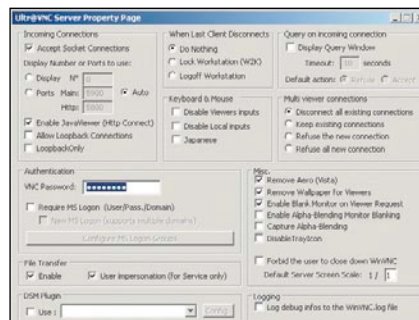 Ultr@VNC Server Property Page
Incoming Connections
Accept Socket Connections
Display Number or Ports to use:
Display N° 0
Ports Main: 5900 Auto
Http: 5800
Enable JavaViewer (Http Connect)
Allow Loopback Connections
LoopbackOnly
When Last Client Disconnects
Do Nothing
Lock Workstation (W2K)
Logoff Workstation
Keyboard & Mouse
Disable Viewers inputs
Disable Local inputs
Japanese
Query on incoming connection
Display Query Window
Timeout: 10 seconds
Default action: Refuse Accept
Multi viewer connections
Disconnect all existing connections
Keep existing connections
Refuse the new connection
Refuse all new connection
Authentication
VNC Password:
Require MS Logon (User/Pass./Domain)
New MS Logon (supports multiple domains)
Configure MS Logon Groups
Misc.
Remove Aero (Vista)
Remove Wallpaper for Viewers
Enable Blank Monitor on Viewer Request
Enable Alpha-Blending Monitor Blanking
Capture Alpha-Blending
DisableTrayIcon
Forbid the user to close down WinVNC
Default Server Screen Scale: 1 / 1
File Transfer
Enable User impersonation (for Service only)
DSM Plugin
Use : Config.
Logging
Log debug infos to the WinVNC.log file